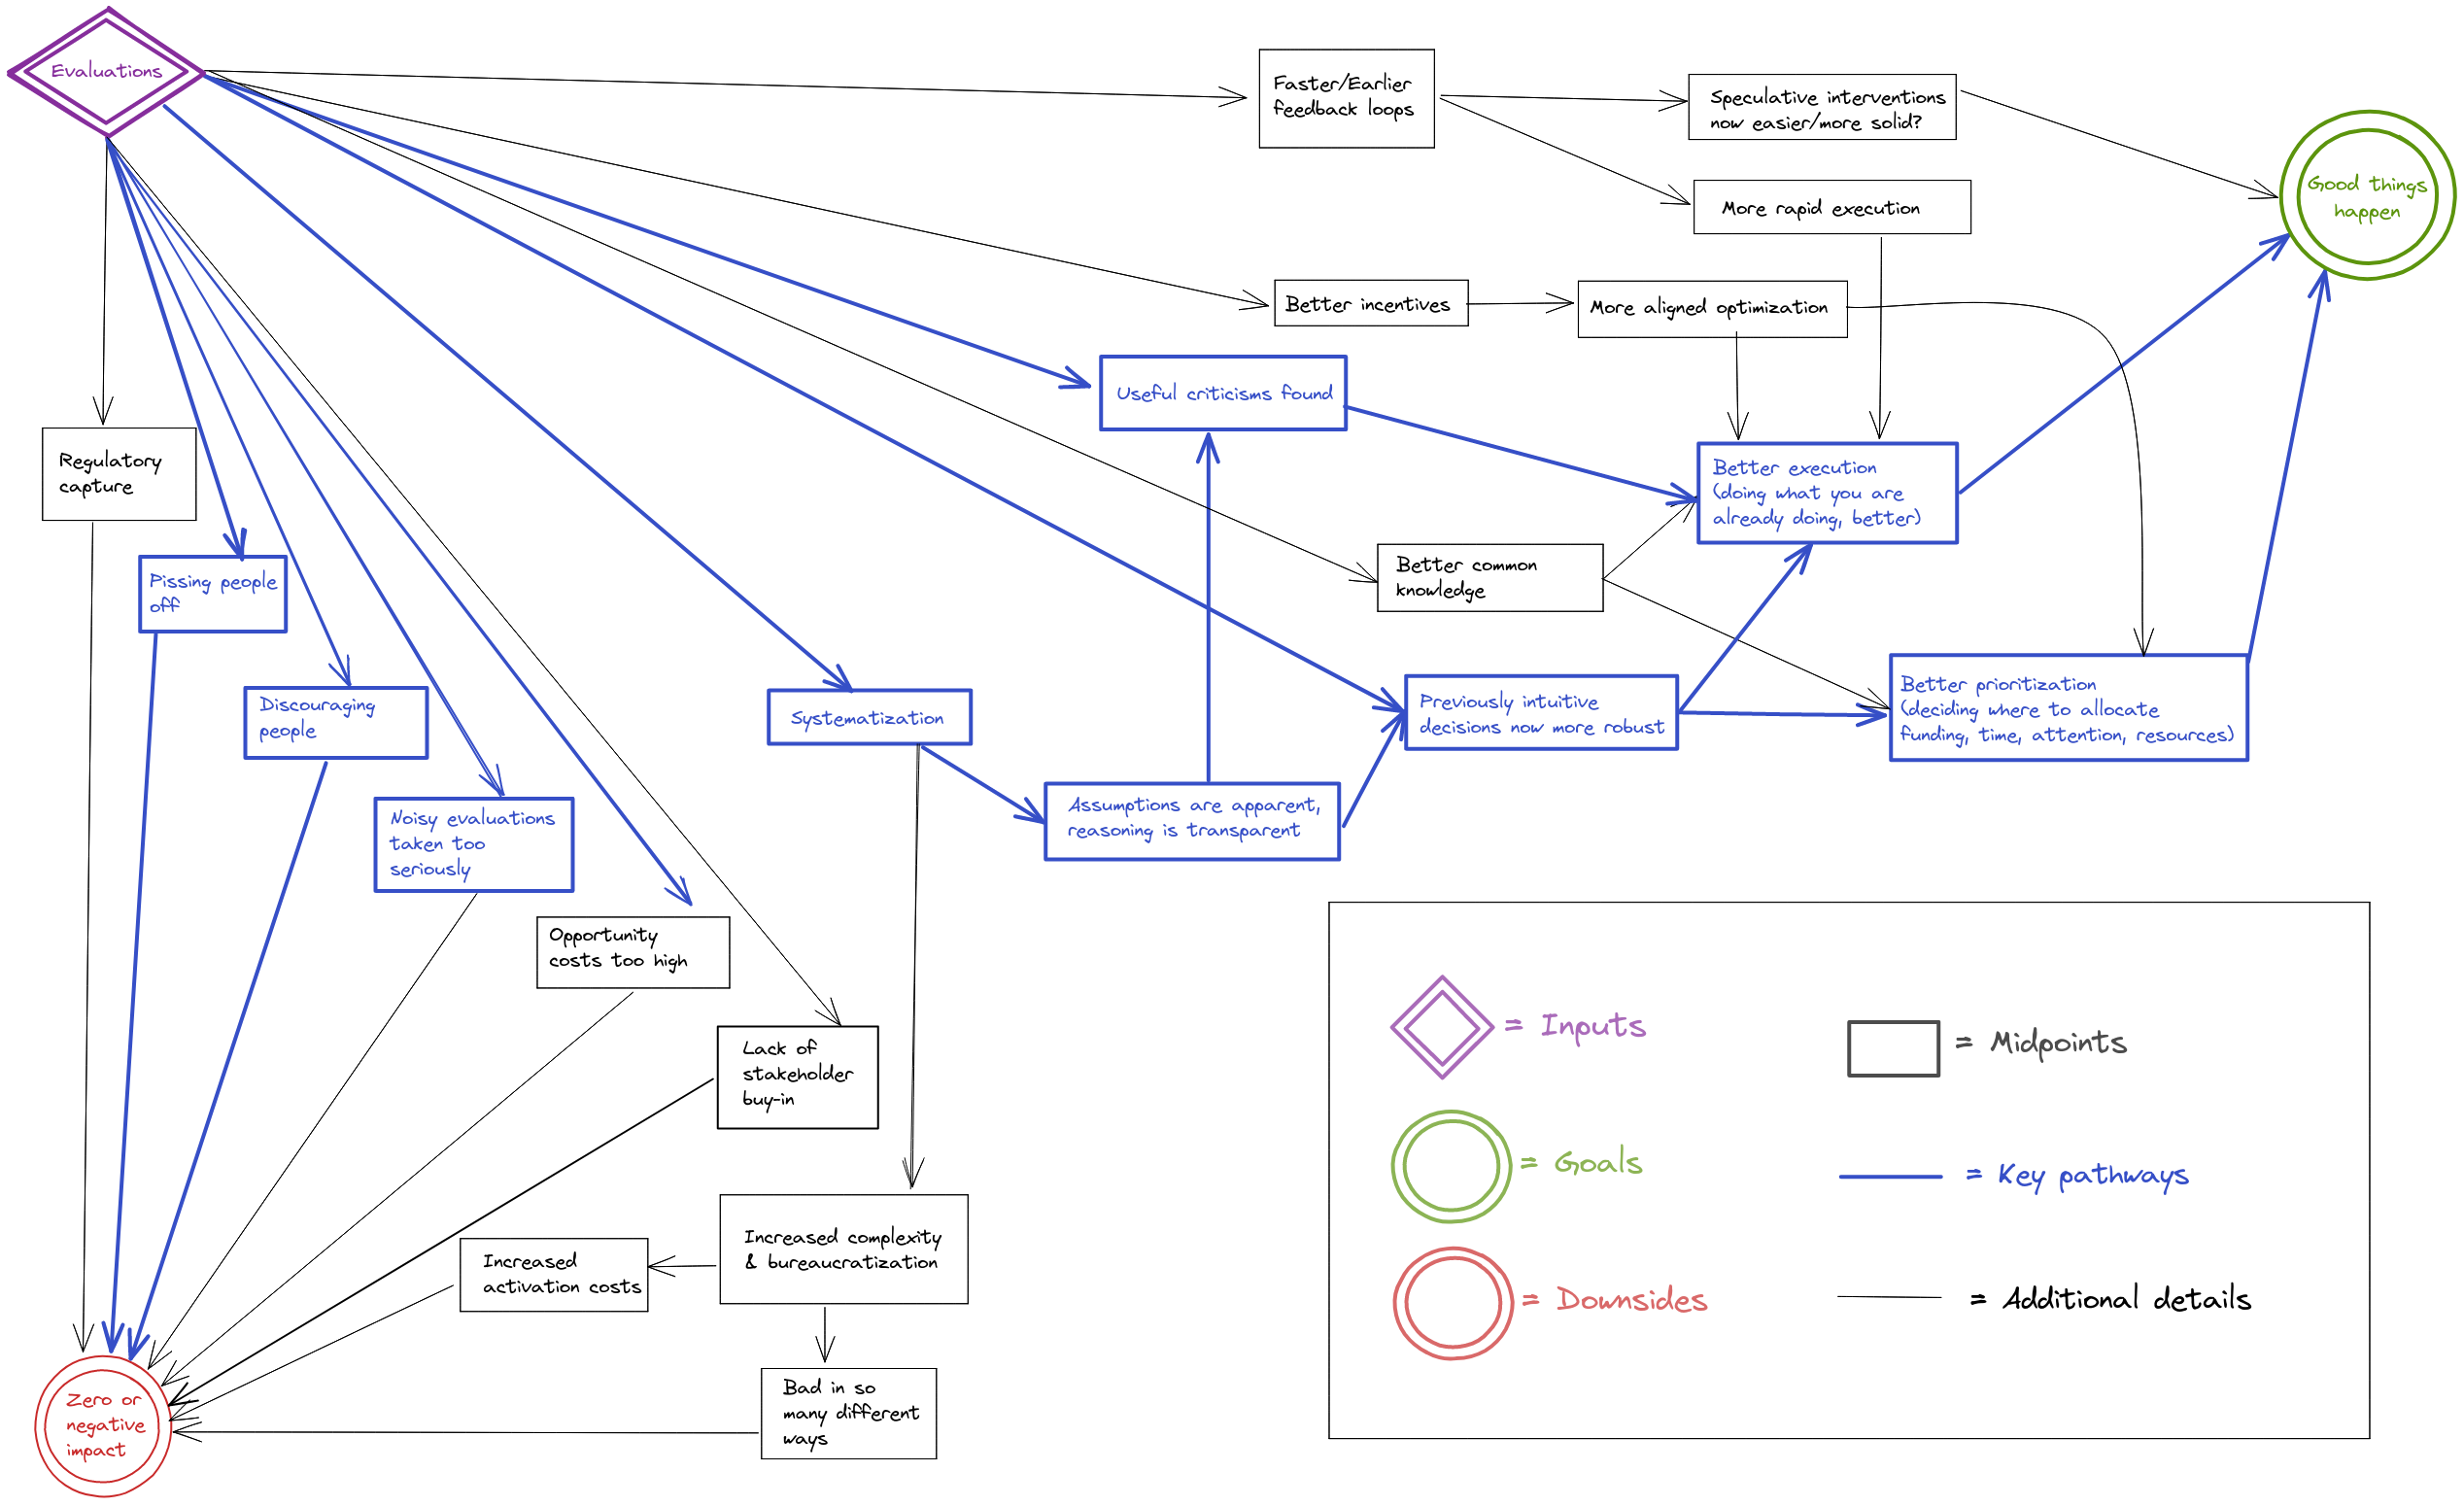 Evaluations
Faster/Earlier
feedback loops
Speculative interventions
now easier/more solid?
Good things
happen
More rapid execution
Better incentives
More aligned optimization
Useful criticisms found
Regulatory
capture
Better execution
(doing what you are
already doing, better)
Pissing people
off
Better common
knowledge
Discouraging
people
Systematization
Previously intuitive
decisions now more robust
Better prioritization
(deciding where to allocate
funding, time, attention, resources)
Noisy evaluations
taken too
seriously
Assumptions are apparent,
reasoning is transparent
Opportunity
costs too high
Lack of
stakeholder
buy-in
Increased complexity
& bureaucratization
Increased
activation costs
Bad in so
many different
ways
Zero or
negative
impact
= Inputs
= Midpoints
= Goals
= Key pathways
= Downsides
= Additional details